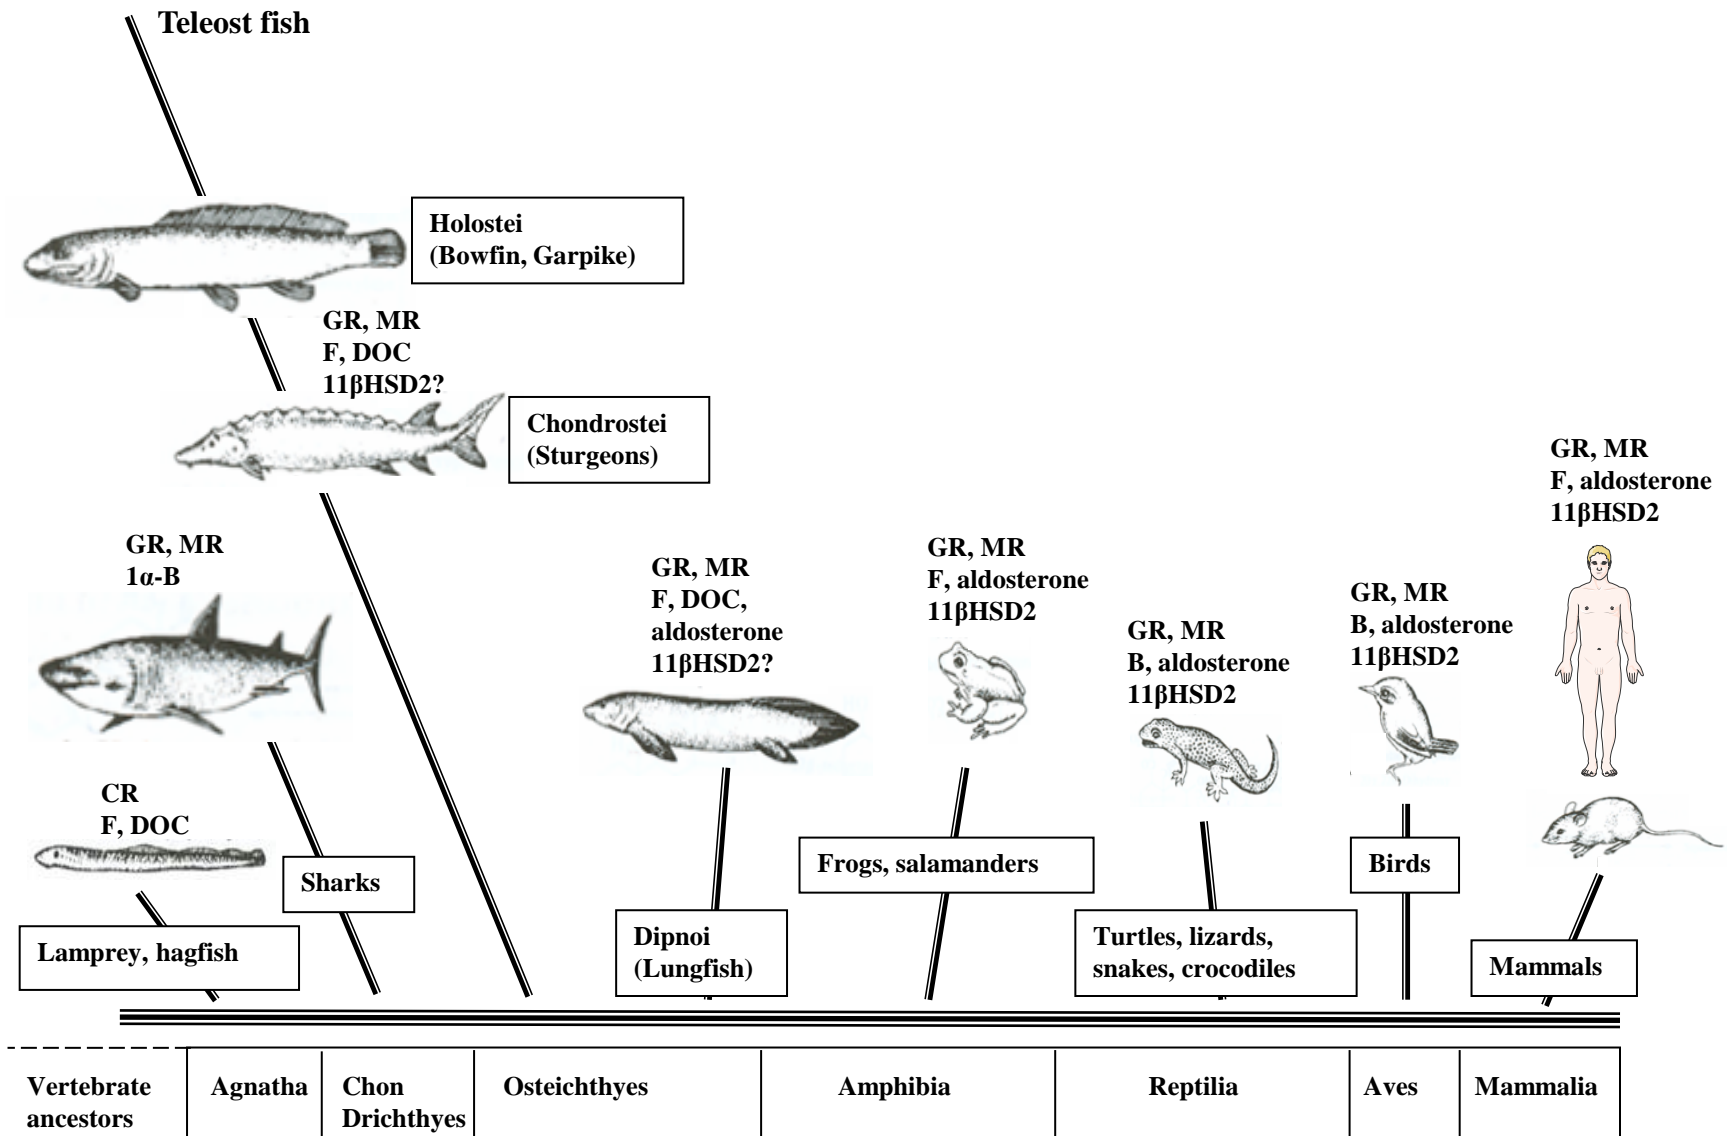 Teleost fish
Holostei
(Bowfin, Garpike)
GR, MR
F, DOC
11βHSD2?
Chondrostei
(Sturgeons)
GR, MR
1α-B
CR
F, DOC
Sharks
Lamprey, hagfish
GR, MR
F, DOC,
aldosterone
11βHSD2?
Dipnoi
(Lungfish)
GR, MR
F, aldosterone
11βHSD2
Frogs, salamanders
GR, MR
B, aldosterone
11βHSD2
Turtles, lizards,
snakes, crocodiles
GR, MR
B, aldosterone
11βHSD2
Birds
GR, MR
F, aldosterone
11βHSD2
Mammals
Vertebrate
ancestors
Agnatha
Chon
Drichthyes
Osteichthyes
Amphibia
Reptilia
Aves
Mammalia